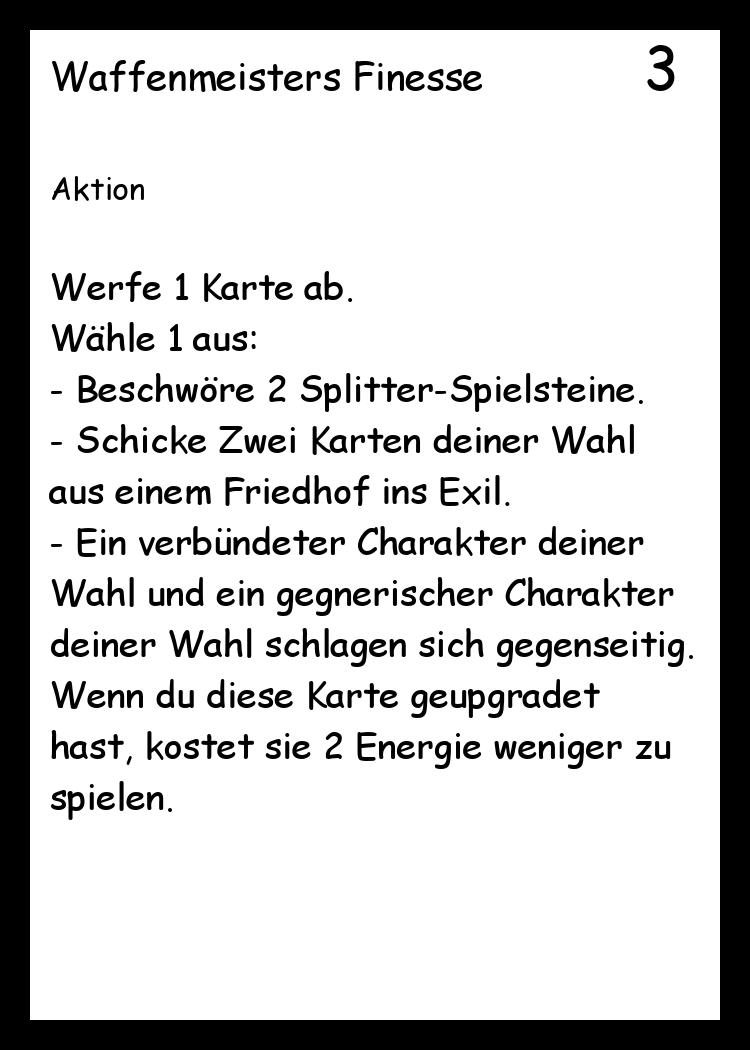 Waffenmeisters Finesse 3
Aktion
Werfe 1 Karte ab.
Wähle 1 aus:
- Beschwöre 2 Splitter-Spielsteine.
- Schicke Zwei Karten deiner Wahl
aus einem Friedhof ins Exil.
- Ein verbündeter Charakter deiner
Wahl und ein gegnerischer Charakter
deiner Wahl schlagen sich gegenseitig.
Wenn du diese Karte geupgradet
hast, kostet sie 2 Energie weniger zu
spielen.